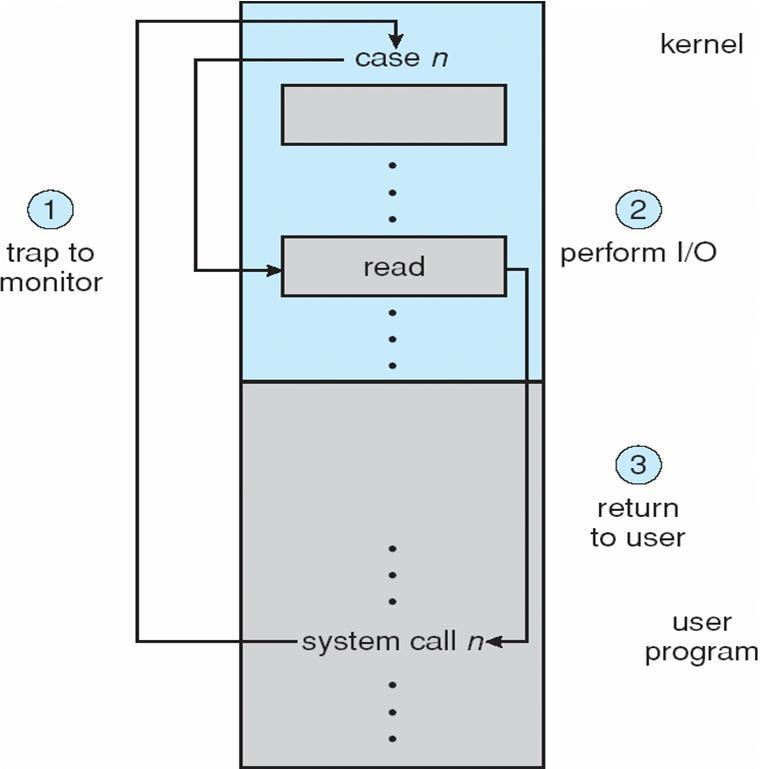 kernel
case n
1
trap to
monitor
2
perform I/O
read
3
return
to user
system call n
user
program